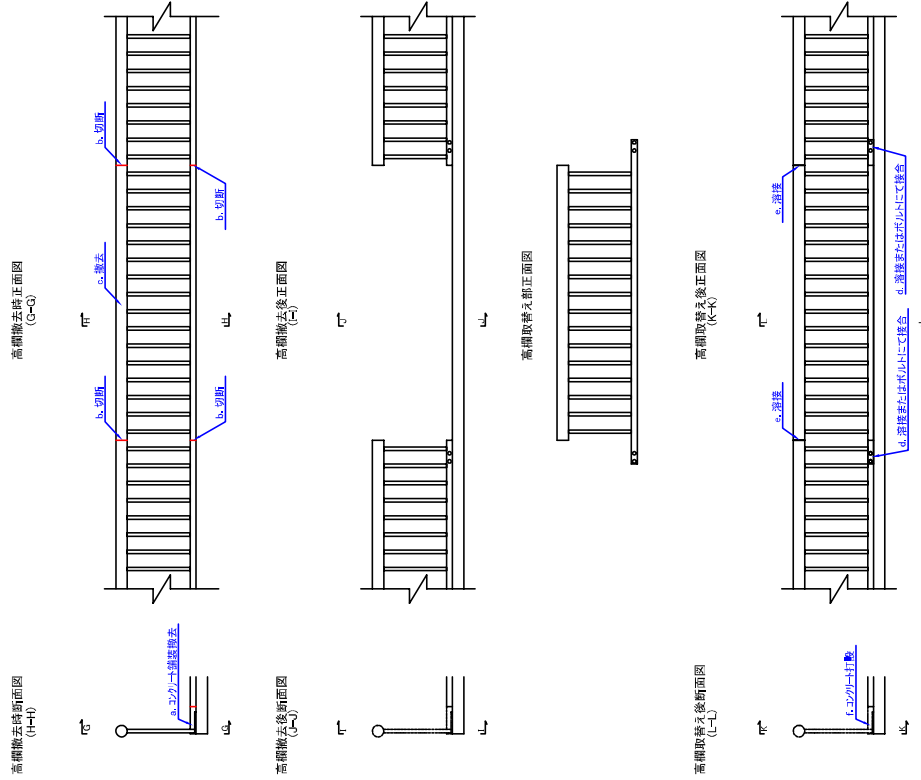 高欄撤去時正面図
(G-G)
b. 切断
b. 切断
c. 撤去
b. 切断
b. 切断
H
H
高欄撤去後正面図
(I-I)
J
J
高欄取替え部正面図
高欄取替え後正面図
(K-K)
e. 溶接
e. 溶接
d. 溶接またはボルトにて接合
d. 溶接またはボルトにて接合
L
高欄撤去時断面図
(H-H)
a. コンクリート舗装撤去
G
G
高欄撤去後断面図
(J-J)
I
I
高欄取替え後断面図
(L-L)
f. コンクリート打設
K
K